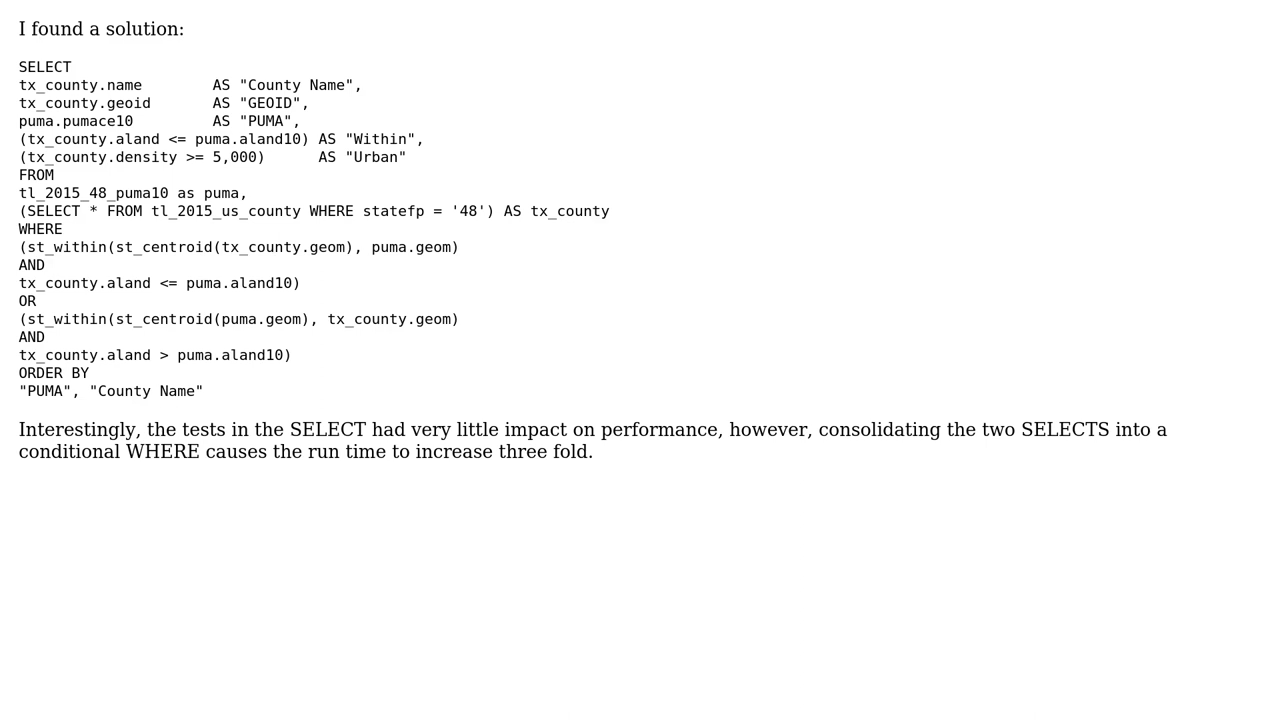 I found a solution:
SELECT
tx_county.name        AS "County Name",
tx_county.geoid       AS "GEOID",
puma.pumace10         AS "PUMA",
(tx_county.aland <= puma.aland10) AS "Within",
(tx_county.density >= 5,000)      AS "Urban"
FROM
tl_2015_48_puma10 as puma,
(SELECT * FROM tl_2015_us_county WHERE statefp = '48') AS tx_county
WHERE
(st_within(st_centroid(tx_county.geom), puma.geom)
AND
tx_county.aland <= puma.aland10)
OR
(st_within(st_centroid(puma.geom), tx_county.geom)
AND
tx_county.aland > puma.aland10)
ORDER BY
"PUMA", "County Name"
Interestingly, the tests in the SELECT had very little impact on performance, however, consolidating the two SELECTS into a
conditional WHERE causes the run time to increase three fold.